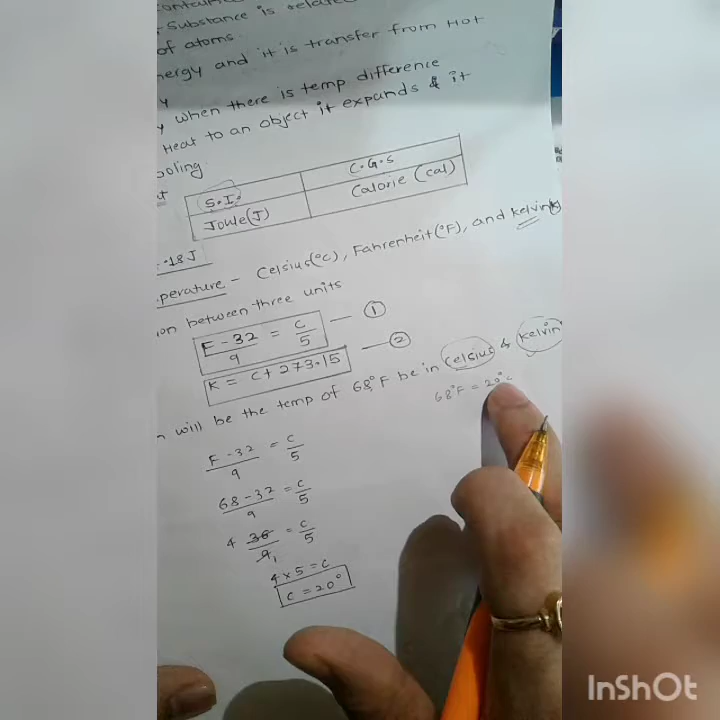 Substance is related
of atoms.
nergy and it is transfer from Hot
y when there is temp difference
Heat to an object it expands & it
ooling.
S.I. C.G.S
Joule(J) Calorie (cal)
.18 J
perature - Celsius(°C), Fahrenheit(°F), and kelvin(K)
on between three units
F-32/9 = C/5 — 1
K = C+273.15 — 2
will be the temp of 68°F be in Celsius & kelvin
68°F = 20°C
F-32/9 = C/5
68-32/9 = C/5
4 36/9 1 = C/5
4×5=C
C = 20°
InShOt